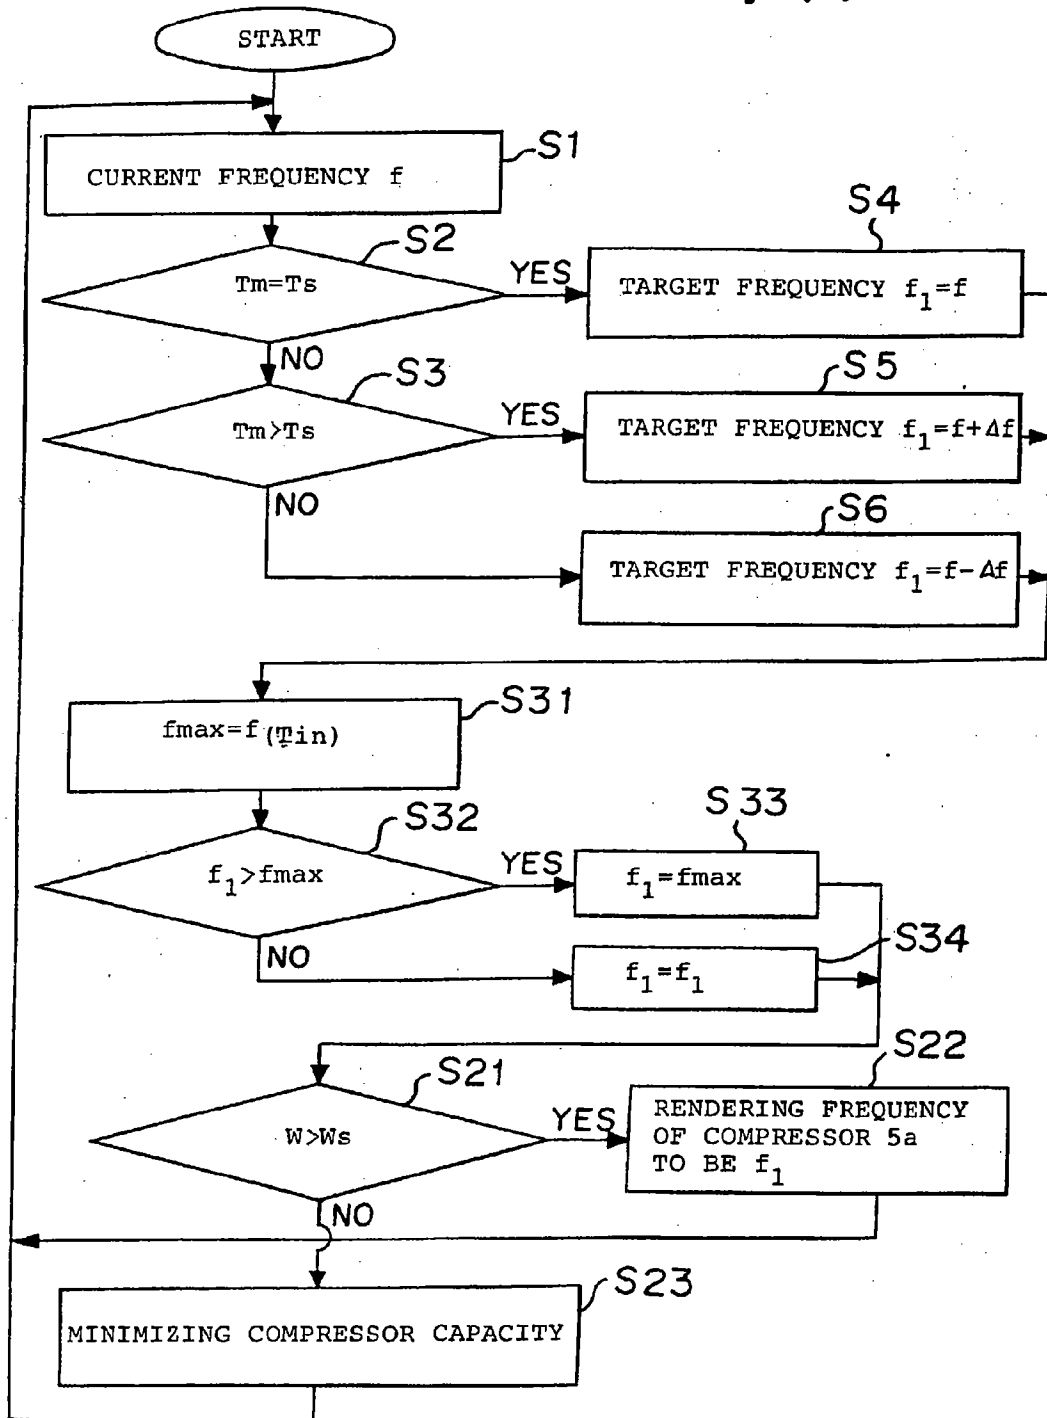 START
S1
CURRENT FREQUENCY f
S2
Tm=Ts
YES
S4
TARGET FREQUENCY f1=f
NO
S3
Tm>Ts
YES
S5
TARGET FREQUENCY f1=f+Δf
NO
S6
TARGET FREQUENCY f1=f-Δf
S31
fmax=f(Tin)
S32
f1>fmax
YES
S33
f1=fmax
NO
S34
f1=f1
S21
W>Ws
YES
S22
RENDERING FREQUENCY
OF COMPRESSOR 5a
TO BE f1
NO
S23
MINIMIZING COMPRESSOR CAPACITY